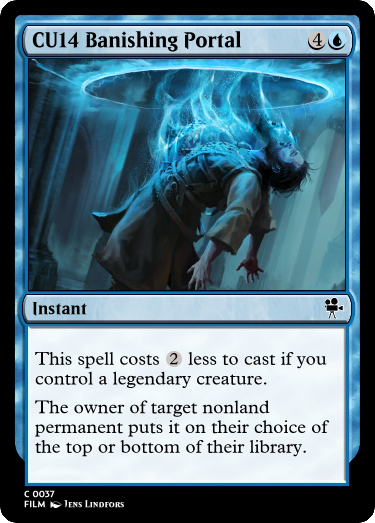 CU14 Banishing Portal 4
Instant
This spell costs 2 less to cast if you
control a legendary creature.
The owner of target nonland
permanent puts it on their choice of
the top or bottom of their library.
C 0037
FILM Jens Lindfors